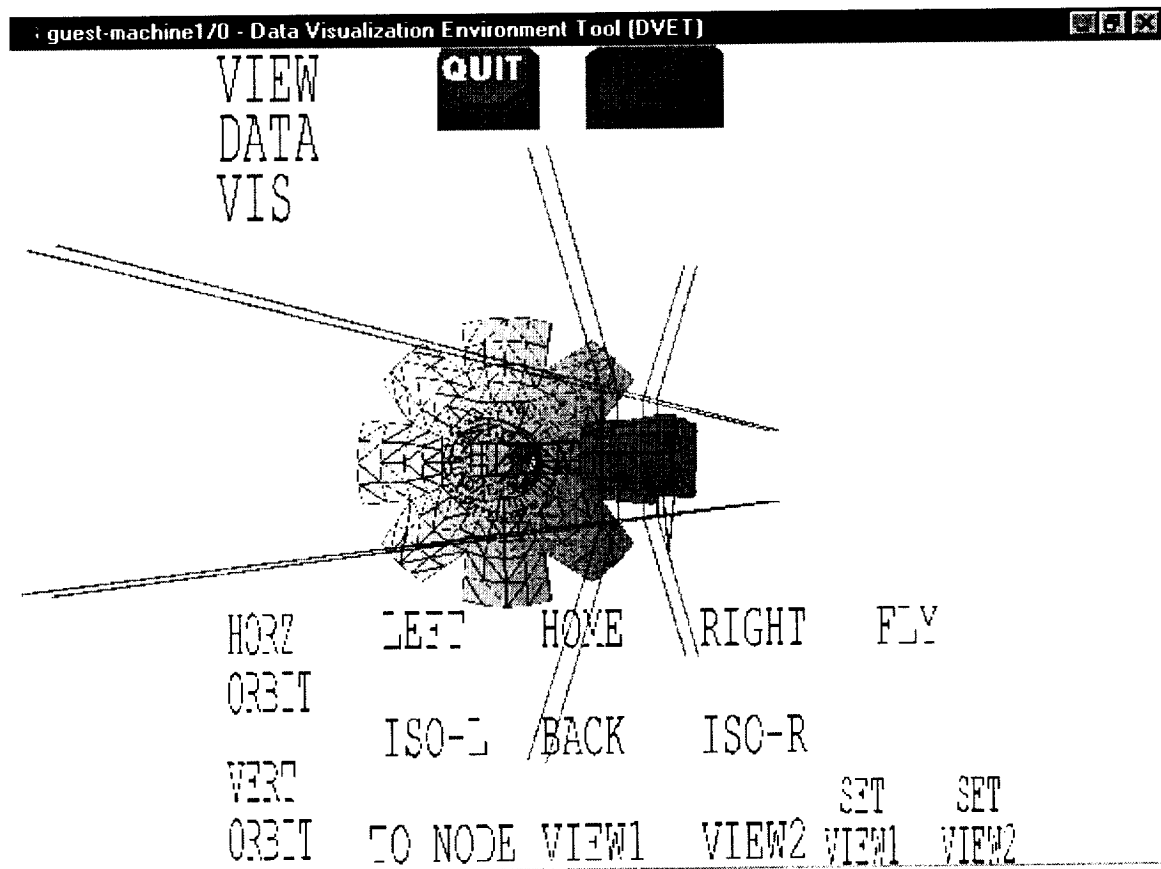 guest-machine1/0 - Data Visualization Environment Tool (DVET)
QUIT
VIEW
DATA
VIS
HORZ
ORBIT
LEFT HOME RIGHT FLY
ISO-L BACK ISO-R
VERT
ORBIT
TO NODE VIEW1 VIEW2
SET
VIEW1
SET
VIEW2